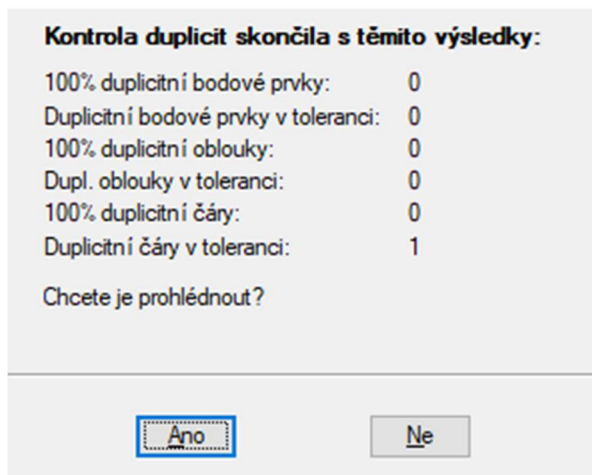 Kontrola duplicit skončila s těmito výsledky:
100% duplicitní bodové prvky: 0
Duplicitní bodové prvky v toleranci: 0
100% duplicitní oblouky: 0
Dupl. oblouky v toleranci: 0
100% duplicitní čáry: 0
Duplicitní čáry v toleranci: 1
Chcete je prohlédnout?
Ano Ne